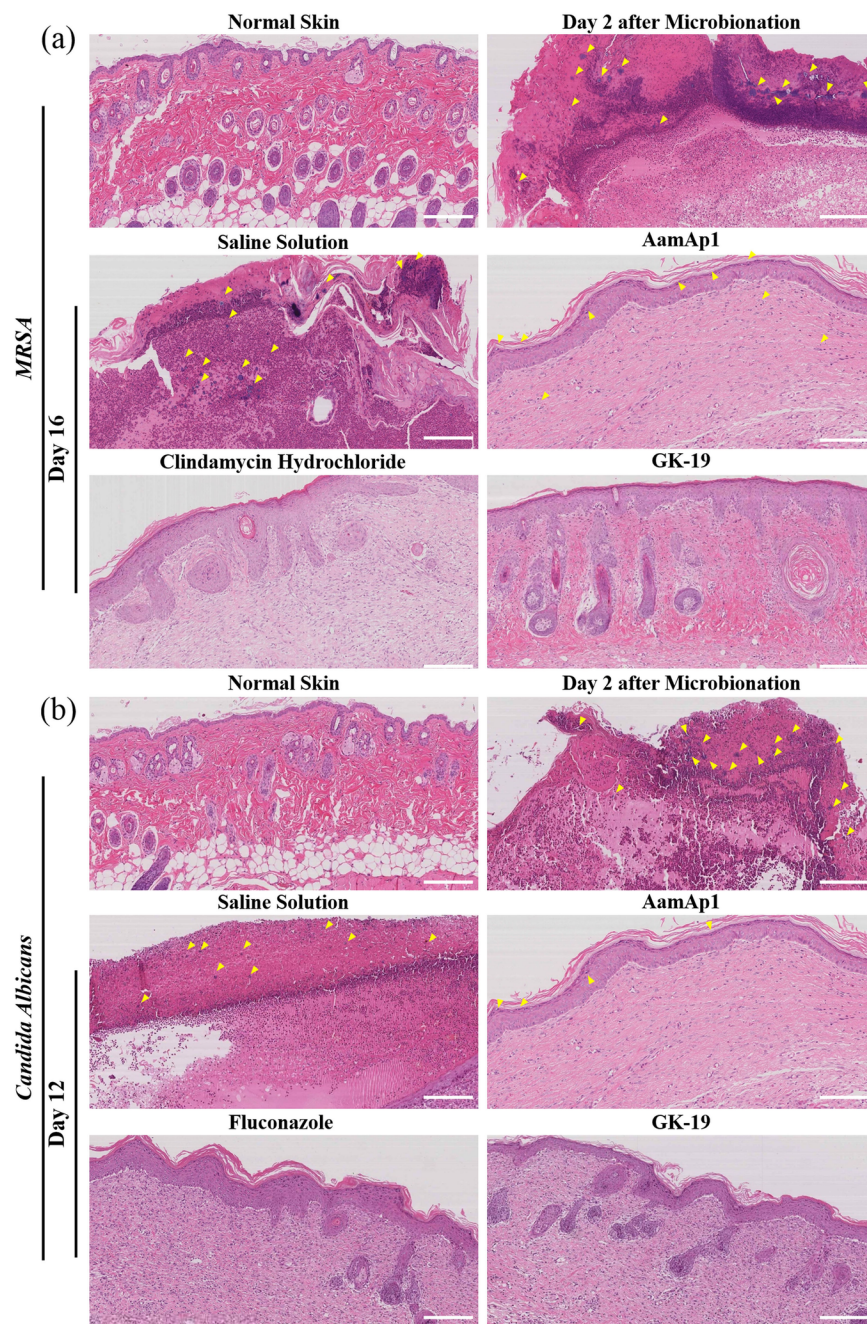 (a)
Normal Skin
Day 2 after Microbionation
Saline Solution
AamAp1
MRSA
Day 16
Clindamycin Hydrochloride
GK-19
(b)
Normal Skin
Day 2 after Microbionation
Saline Solution
AamAp1
Candida Albicans
Day 12
Fluconazole
GK-19